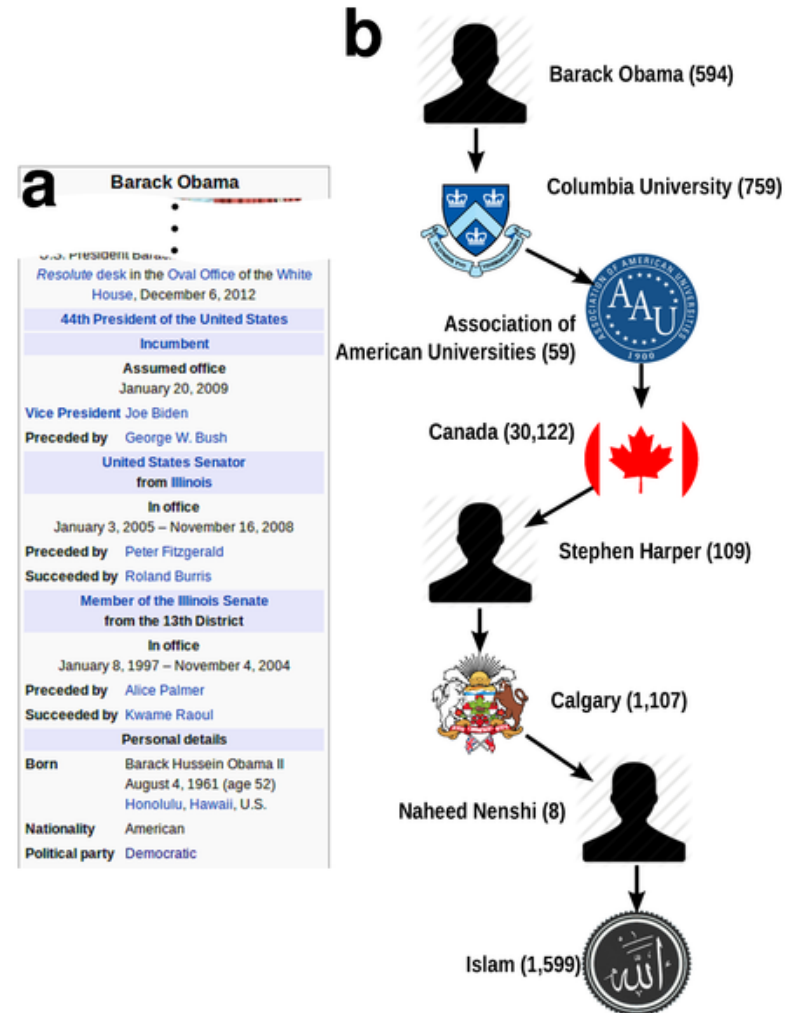 a
Barack Obama
U.S. President Barac
Resolute desk in the Oval Office of the White
House, December 6, 2012
44th President of the United States
Incumbent
Assumed office
January 20, 2009
Vice President Joe Biden
Preceded by George W. Bush
United States Senator
from Illinois
In office
January 3, 2005 – November 16, 2008
Preceded by Peter Fitzgerald
Succeeded by Roland Burris
Member of the Illinois Senate
from the 13th District
In office
January 8, 1997 – November 4, 2004
Preceded by Alice Palmer
Succeeded by Kwame Raoul
Personal details
Born Barack Hussein Obama II
August 4, 1961 (age 52)
Honolulu, Hawaii, U.S.
Nationality American
Political party Democratic
b
Barack Obama (594)
Columbia University (759)
ASSOCIATION OF AMERICAN UNIVERSITIES
AAU
1900
Association of
American Universities (59)
Canada (30,122)
Stephen Harper (109)
Calgary (1,107)
Naheed Nenshi (8)
Islam (1,599)
الله